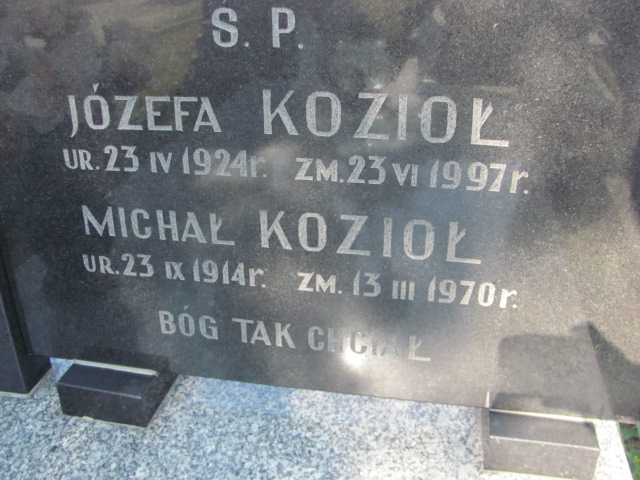 Ś. P.
JÓZEFA KOZIOŁ
UR. 23 IV 1924r. ZM. 23 VI 1997r.
MICHAŁ KOZIOŁ
UR. 23 IX 1914r. ZM. 13 III 1970r.
BÓG TAK CHCIAŁ